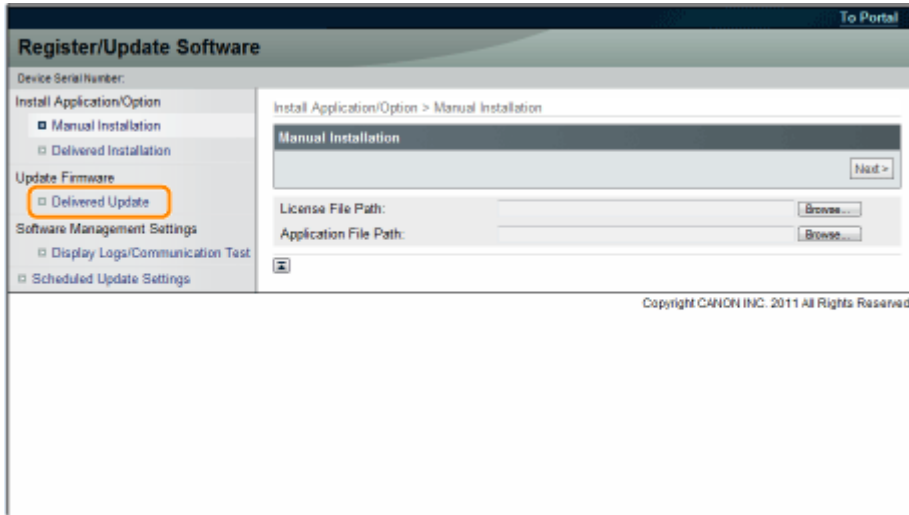 To Portal
Register/Update Software
Device Serial Number:
Install Application/Option
Manual Installation
Delivered Installation
Update Firmware
Delivered Update
Software Management Settings
Display Logs/Communication Test
Scheduled Update Settings
Install Application/Option > Manual Installation
Manual Installation
Next >
License File Path: Browse...
Application File Path: Browse...
Copyright CANON INC. 2011 All Rights Reserved